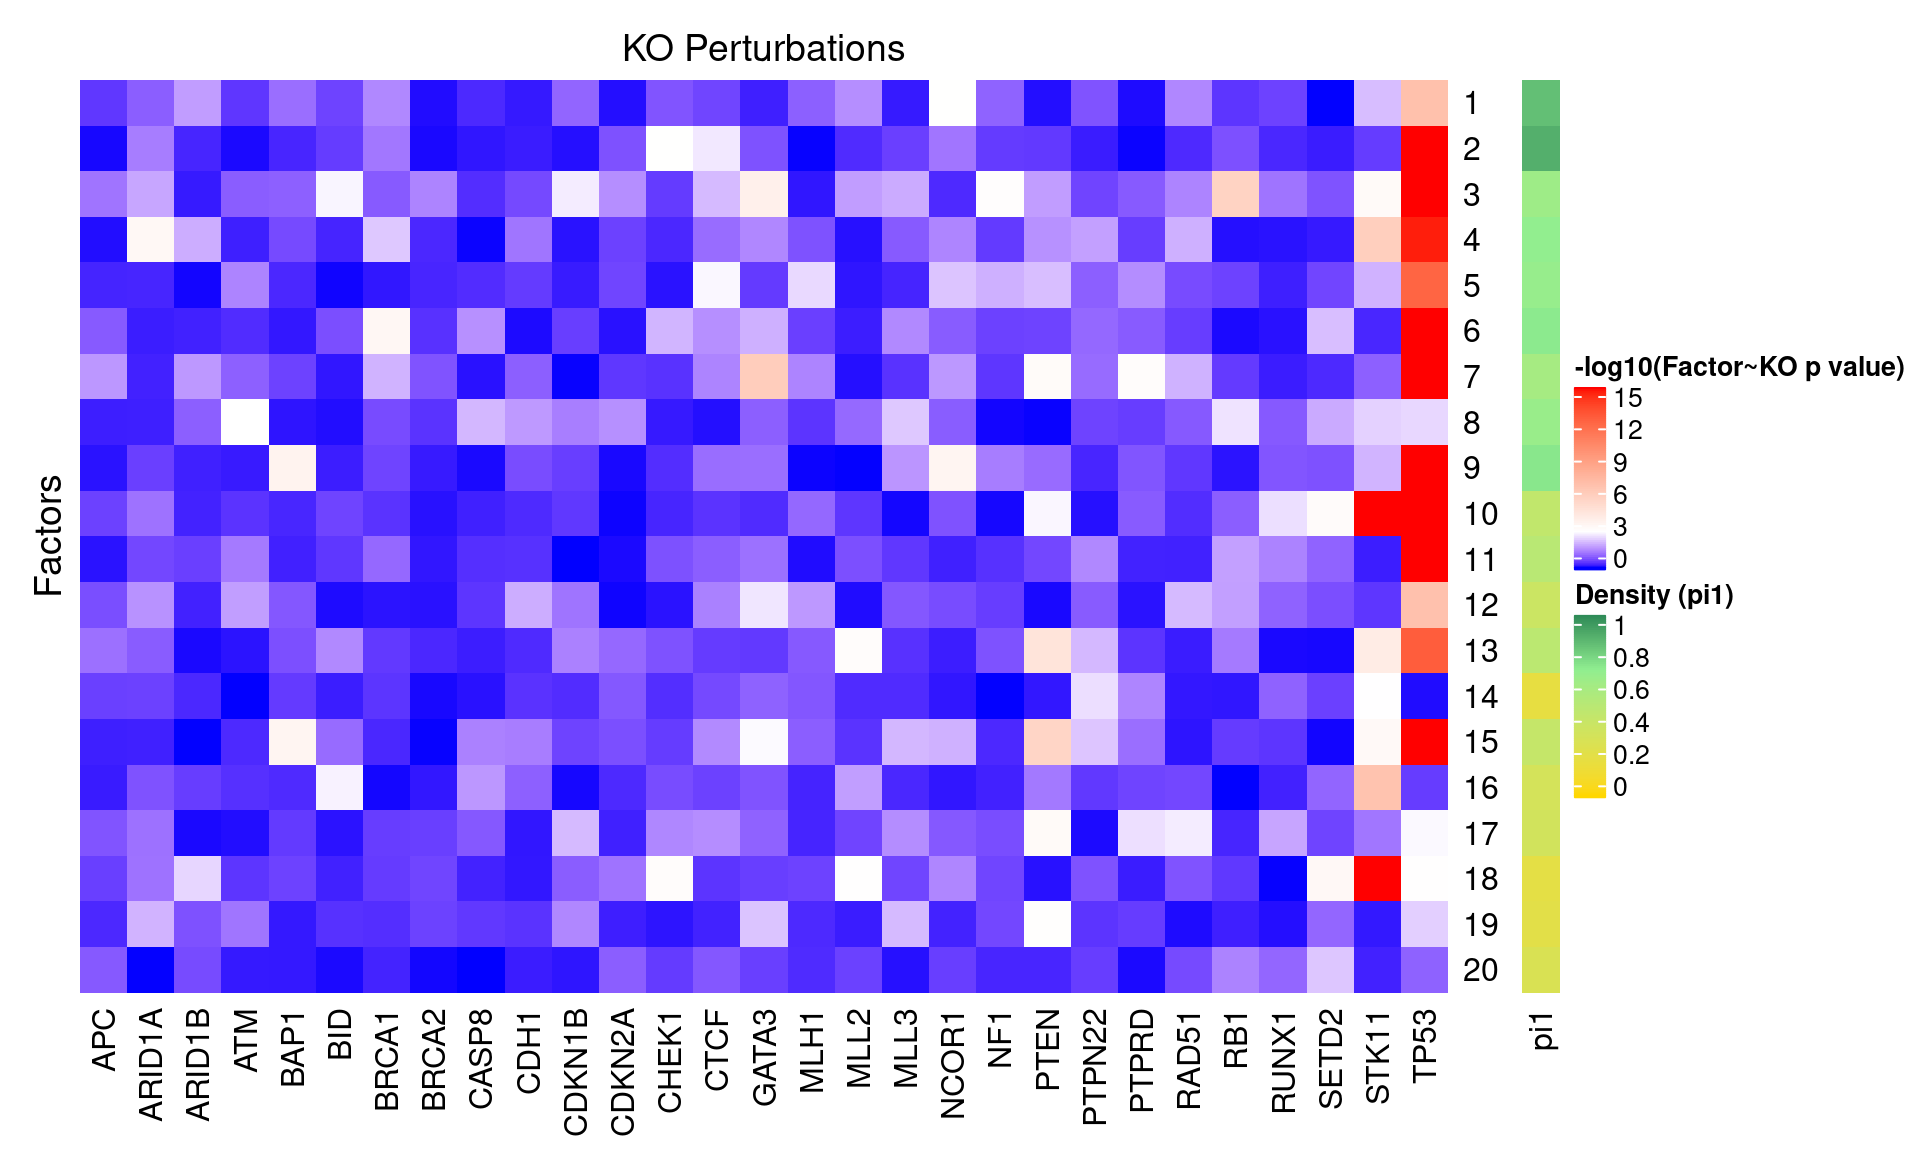 KO Perturbations
Factors
1
2
3
4
5
6
7
8
9
10
11
12
13
14
15
16
17
18
19
20
APC
ARID1A
ARID1B
ATM
BAP1
BID
BRCA1
BRCA2
CASP8
CDH1
CDKN1B
CDKN2A
CHEK1
CTCF
GATA3
MLH1
MLL2
MLL3
NCOR1
NF1
PTEN
PTPN22
PTPRD
RAD51
RB1
RUNX1
SETD2
STK11
TP53
pi1
-log10(Factor~KO p value)
15
12
9
6
3
0
Density (pi1)
1
0.8
0.6
0.4
0.2
0